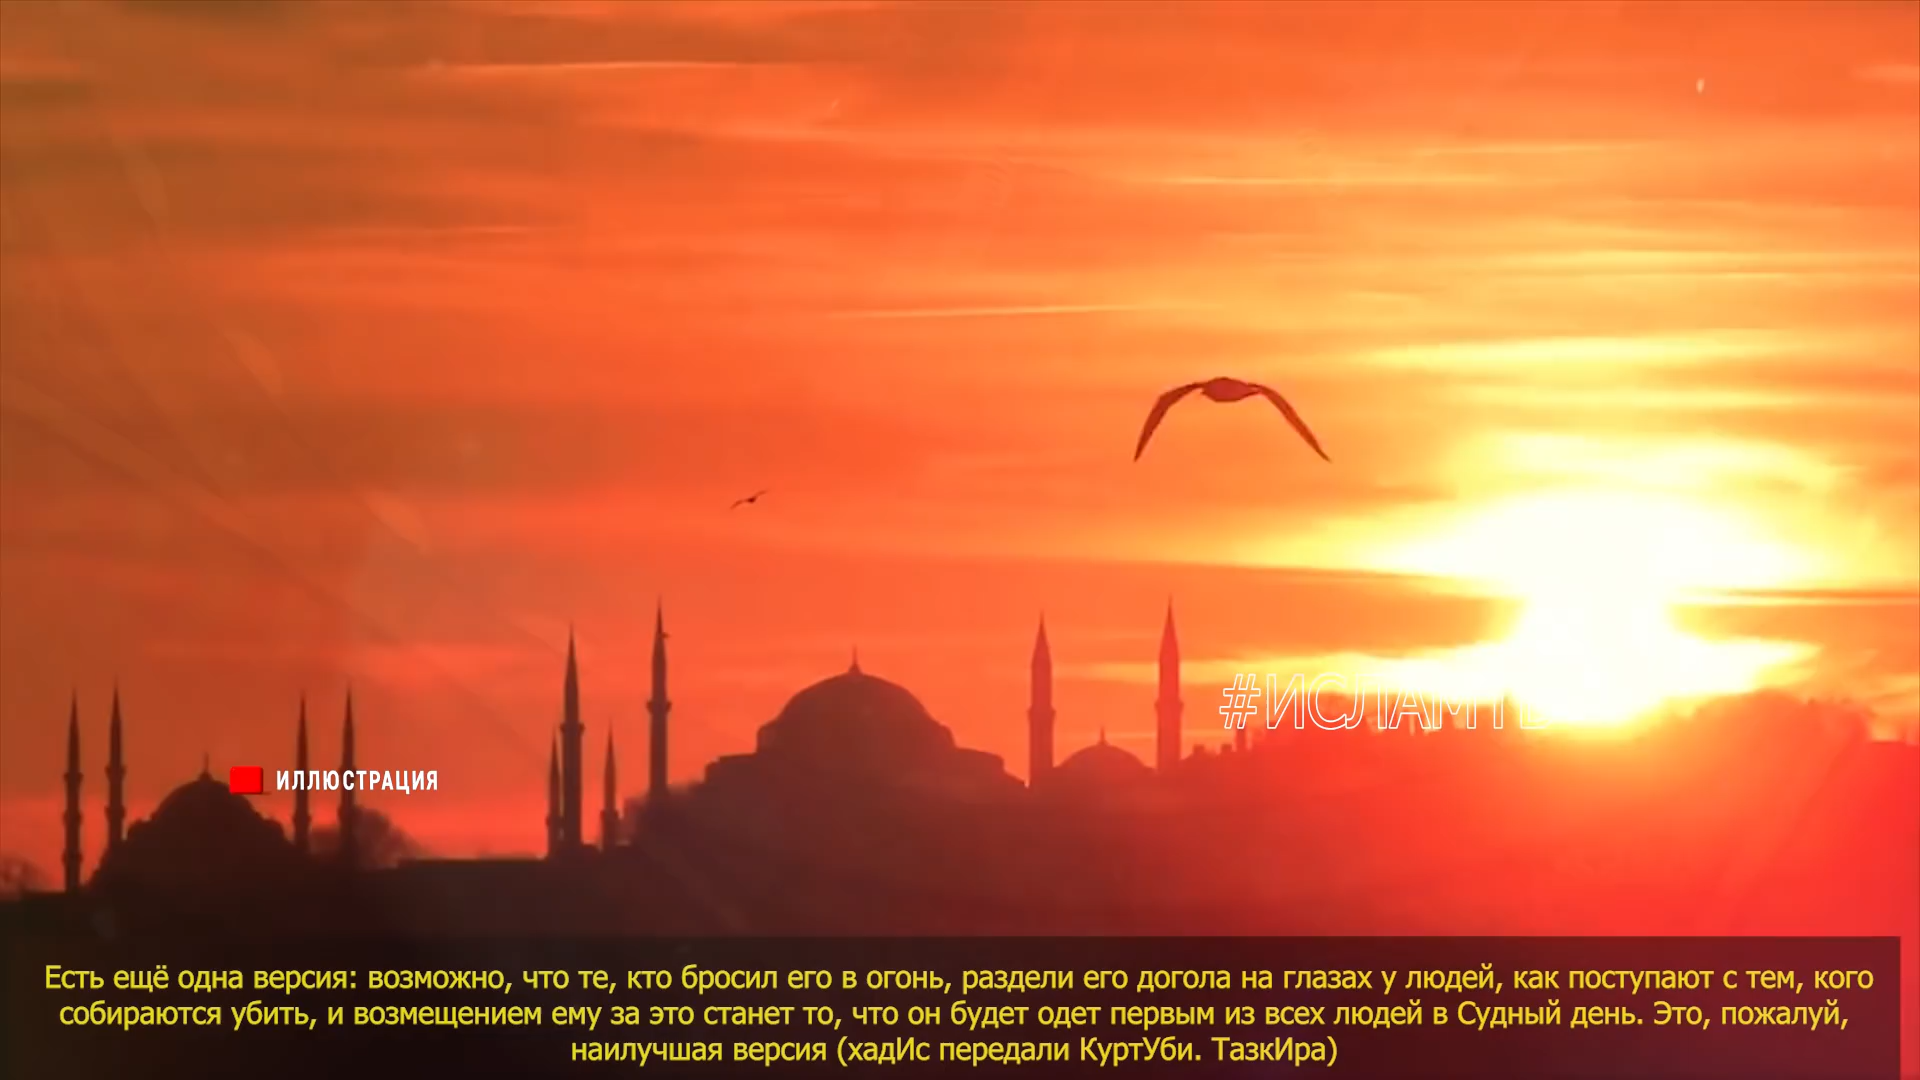 #ИСЛАМ
ИЛЛЮСТРАЦИЯ
Есть ещё одна версия: возможно, что те, кто бросил его в огонь, раздели его догола на глазах у людей, как поступают с тем, кого
собираются убить, и возмещением ему за это станет то, что он будет одет первым из всех людей в Судный день. Это, пожалуй,
наилучшая версия (хадИс передали КуртУби. ТазкИра)